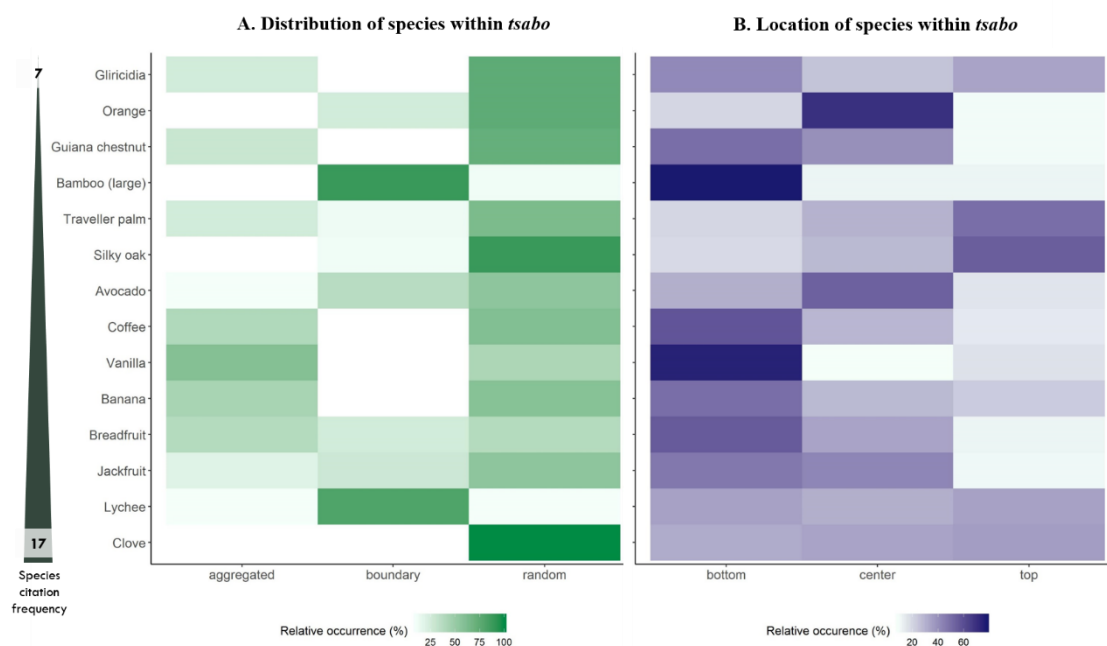 A. Distribution of species within tsabo
B. Location of species within tsabo
7
Gliricidia
Orange
Guiana chestnut
Bamboo (large)
Traveller palm
Silky oak
Avocado
Coffee
Vanilla
Banana
Breadfruit
Jackfruit
Lychee
Clove
17
Species
citation
frequency
aggregated boundary random
bottom center top
Relative occurrence (%)
25 50 75 100
Relative occurrence (%)
20 40 60